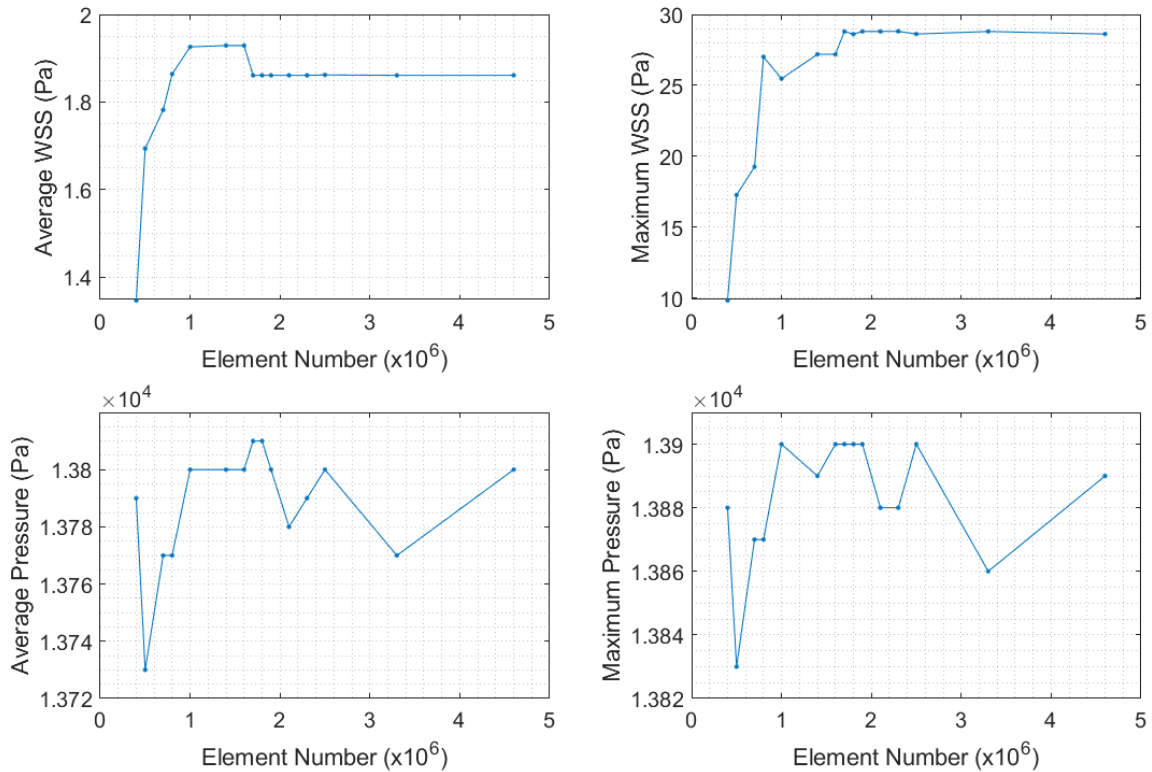 2
1.8
1.6
1.4
Average WSS (Pa)
0 1 2 3 4 5
Element Number (x10^6)
30
25
20
15
10
Maximum WSS (Pa)
0 1 2 3 4 5
Element Number (x10^6)
×10^4
1.38
1.378
1.376
1.374
1.372
Average Pressure (Pa)
0 1 2 3 4 5
Element Number (x10^6)
×10^4
1.39
1.388
1.386
1.384
1.382
Maximum Pressure (Pa)
0 1 2 3 4 5
Element Number (x10^6)